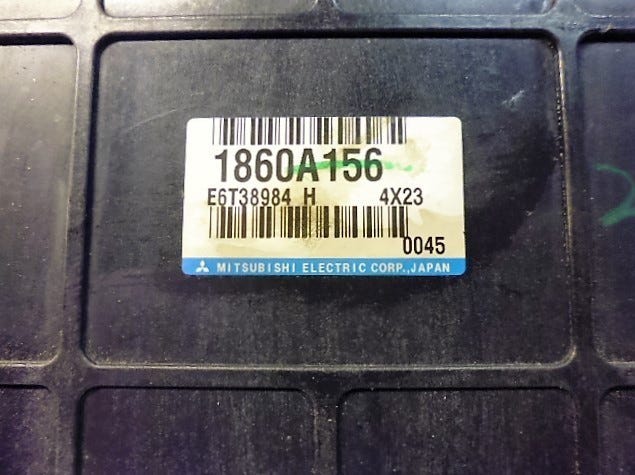 1860A156
E6T38984 H 4X23
0045
MITSUBISHI ELECTRIC CORP.,JAPAN